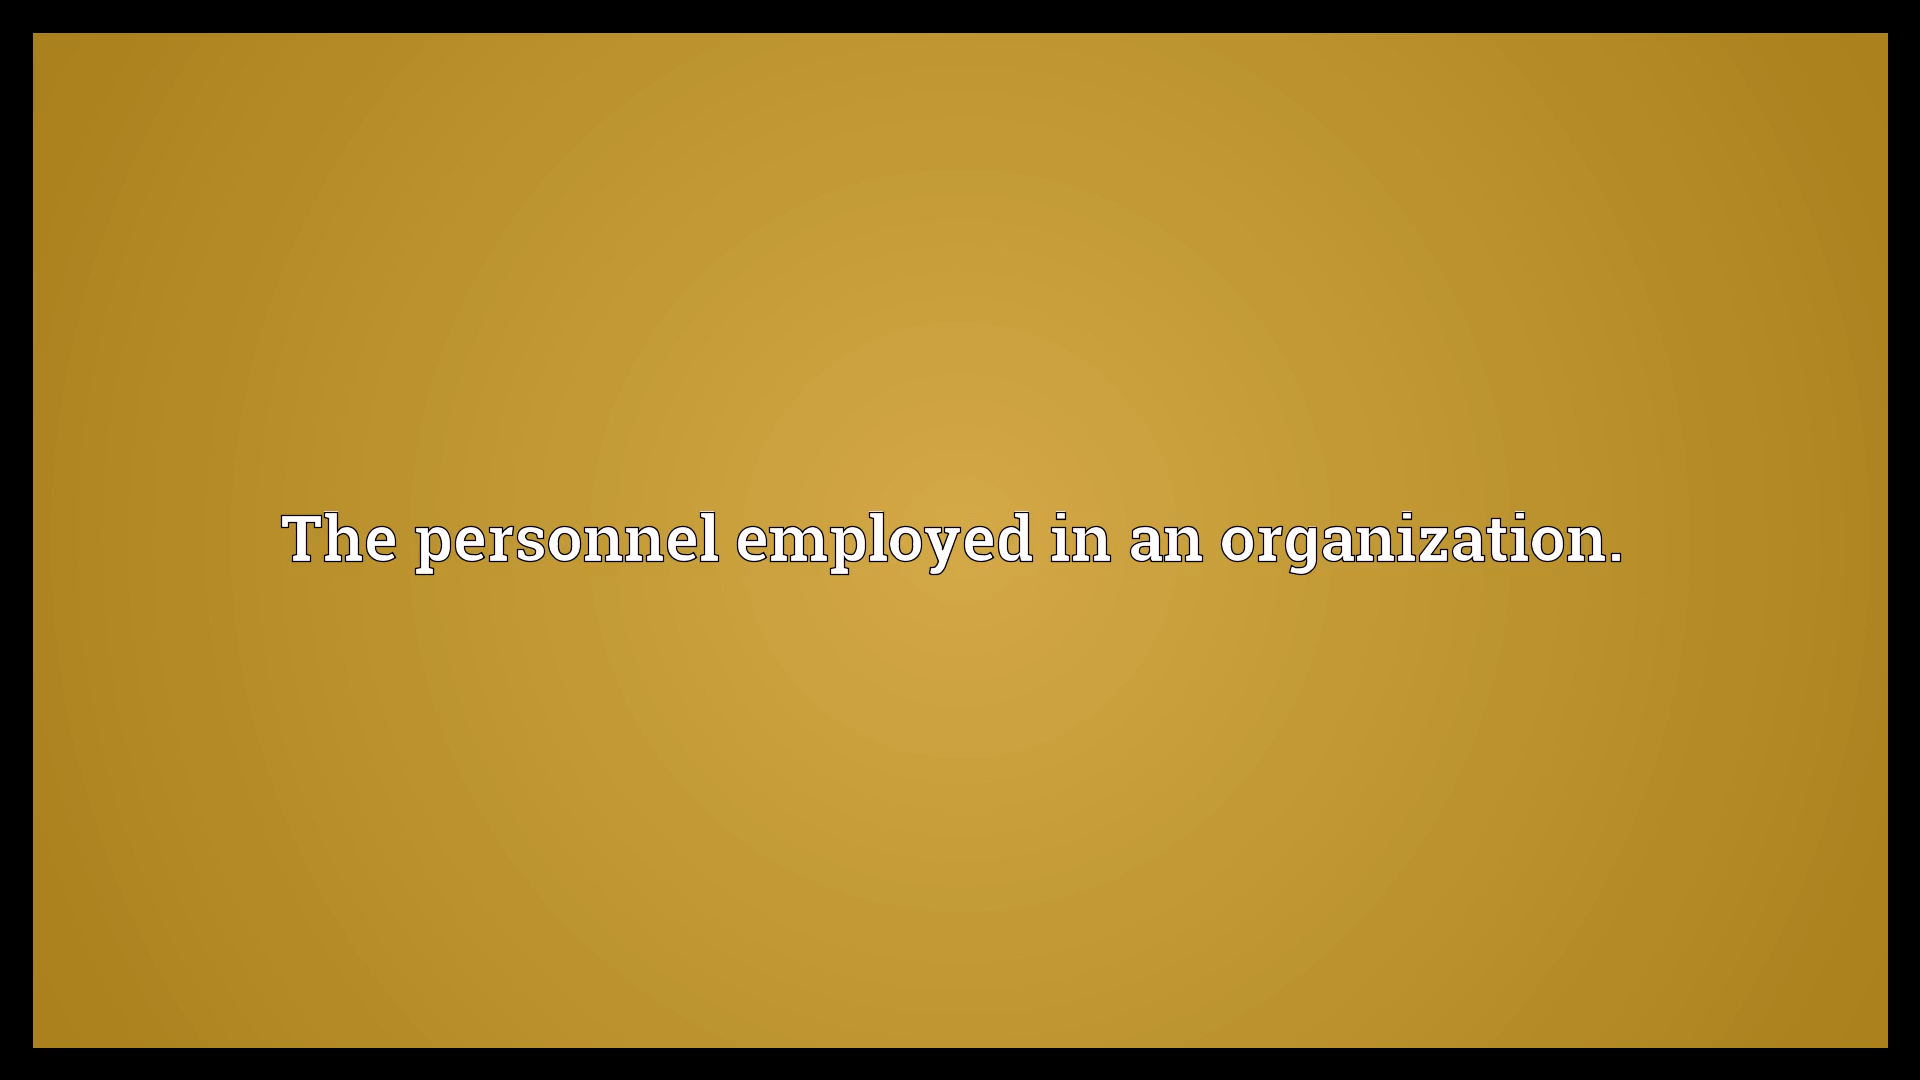 The personnel employed in an organization.